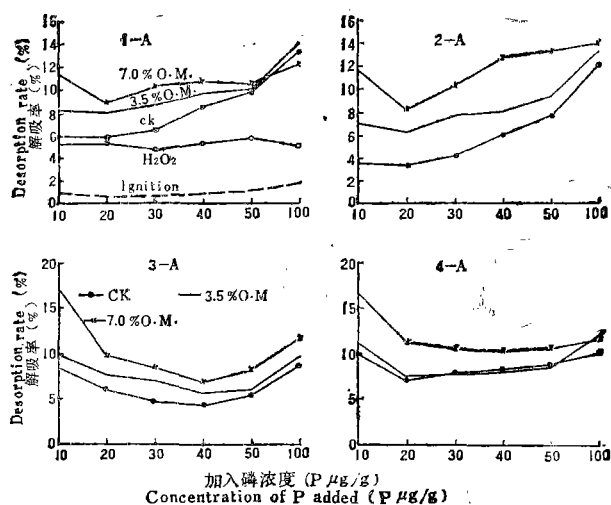 1-A
16
14
12
10
8
6
4
2
0
7.0%O.M.
3.5%O.M.
ck
H₂O₂
Ignition
10 20 30 40 50 100
Desorption rate (%)
解吸率 (%)
2-A
16
14
12
10
8
6
4
2
0
10 20 30 40 50 100
3-A
20
15
10
5
0
CK
3.5%O·M
7.0%O·M.
10 20 30 40 50 100
Desorption rate (%)
解吸率 (%)
4-A
20
15
10
5
0
10 20 30 40 50 100
加入磷浓度 (P μg/g)
Concentration of P added (P μg/g)